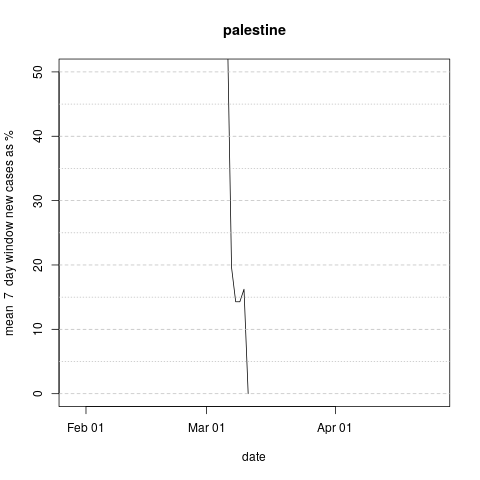 palestine
mean  7  day window new cases as %
50
40
30
20
10
0
Feb 01
Mar 01
Apr 01
date